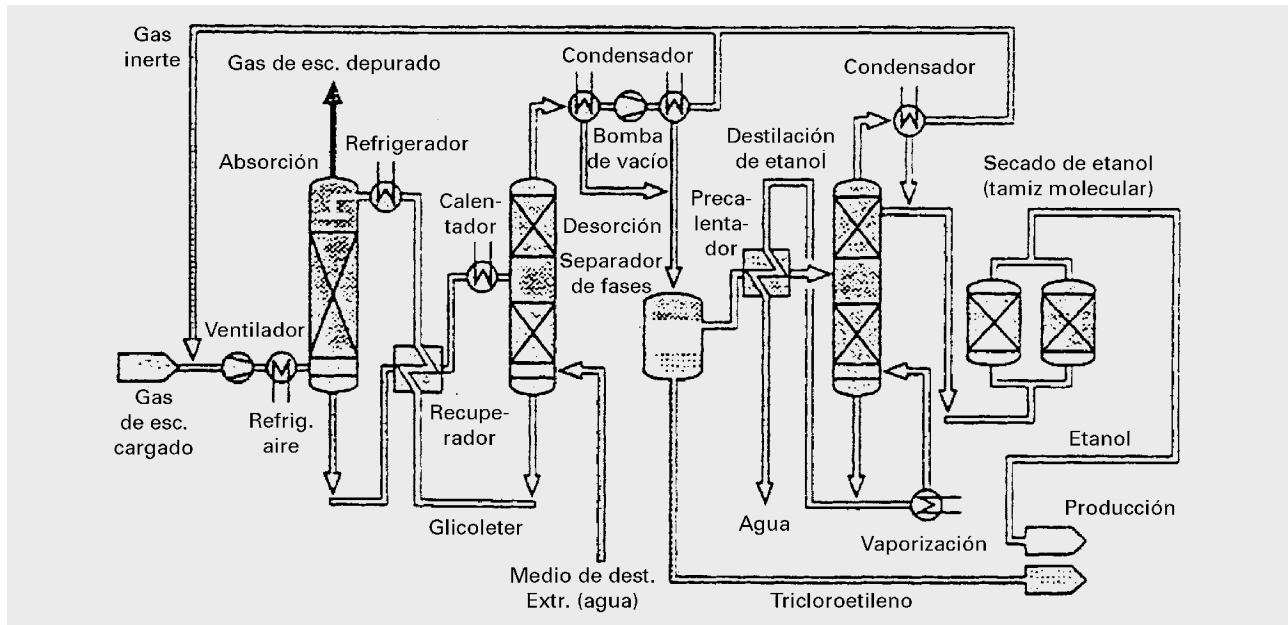 Gas
inerte
Gas de esc. depurado
Condensador
Condensador
Refrigerador
Absorción
Bomba
de vacío
Destilación
de etanol
Secado de etanol
(tamiz molecular)
Calen-
tador
Desorción
Preca-
lenta-
dor
Separador
de fases
Ventilador
Gas
de esc.
cargado
Refrig.
aire
Recupe-
rador
Etanol
Glicoleter
Agua
Vaporización
Producción
Medio de dest.
Extr. (agua)
Tricloroetileno